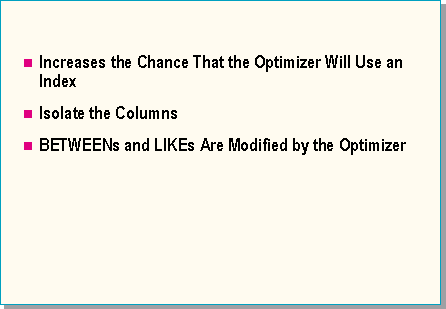 Increases the Chance That the Optimizer Will Use an
Index
Isolate the Columns
BETWEENs and LIKEs Are Modified by the Optimizer